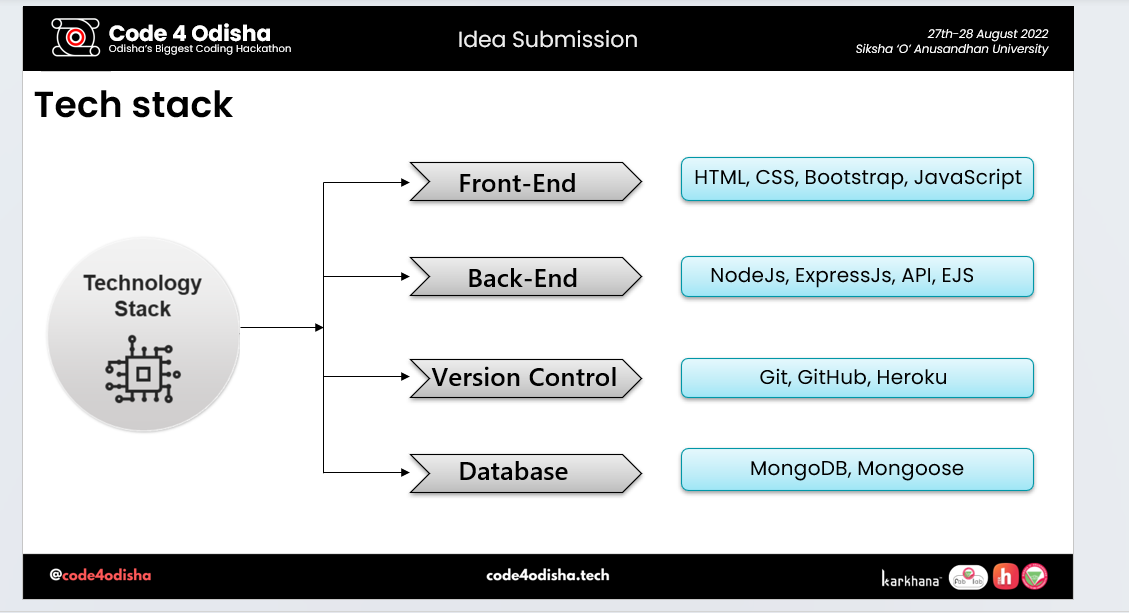 Code 4 Odisha
Odisha's Biggest Coding Hackathon
Idea Submission
27th-28 August 2022
Siksha 'O' Anusandhan University
Tech stack
Technology
Stack
Front-End
HTML, CSS, Bootstrap, JavaScript
Back-End
NodeJs, ExpressJs, API, EJS
Version Control
Git, GitHub, Heroku
Database
MongoDB, Mongoose
@code4odisha
code4odisha.tech
karkhana
h